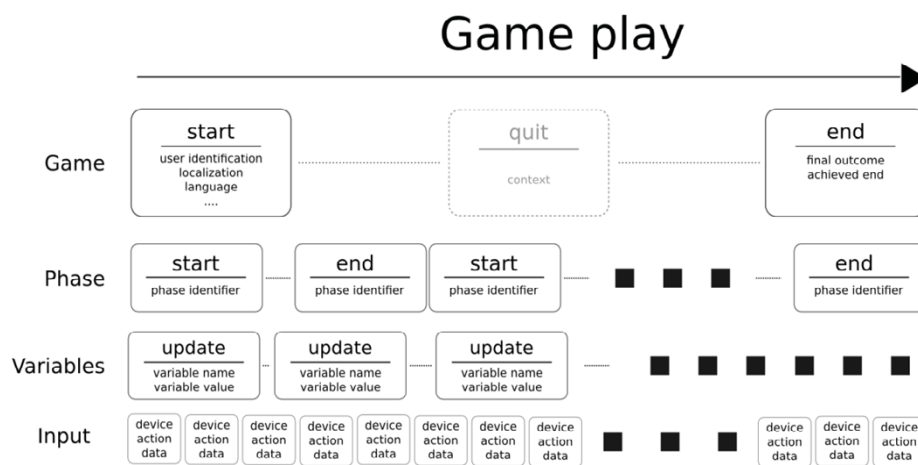 Game play
Game
start
user identification
localization
language
....
quit
context
end
final outcome
achieved end
Phase
start
phase identifier
end
phase identifier
start
phase identifier
end
phase identifier
Variables
update
variable name
variable value
update
variable name
variable value
update
variable name
variable value
Input
device
action
data
device
action
data
device
action
data
device
action
data
device
action
data
device
action
data
device
action
data
device
action
data
device
action
data
device
action
data
device
action
data